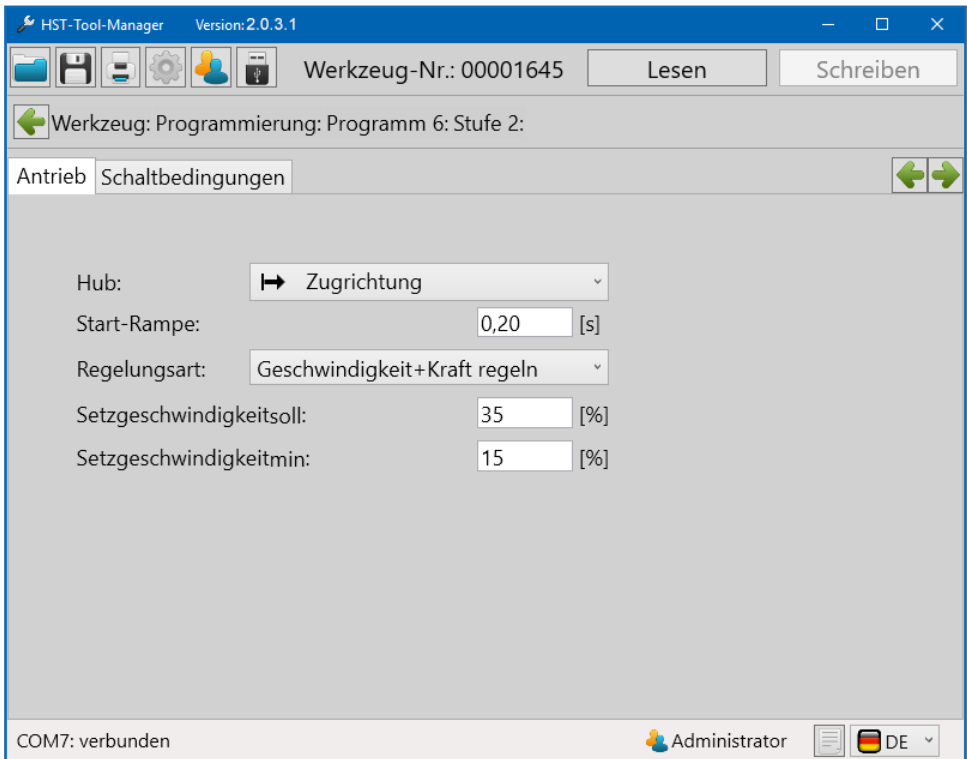 HST-Tool-Manager Version: 2.0.3.1
Werkzeug-Nr.: 00001645 Lesen Schreiben
Werkzeug: Programmierung: Programm 6: Stufe 2:
Antrieb Schaltbedingungen
Hub: Zugrichtung
Start-Rampe: 0,20 [s]
Regelungsart: Geschwindigkeit+Kraft regeln
Setzgeschwindigkeitsoll: 35 [%]
Setzgeschwindigkeitmin: 15 [%]
COM7: verbunden Administrator DE